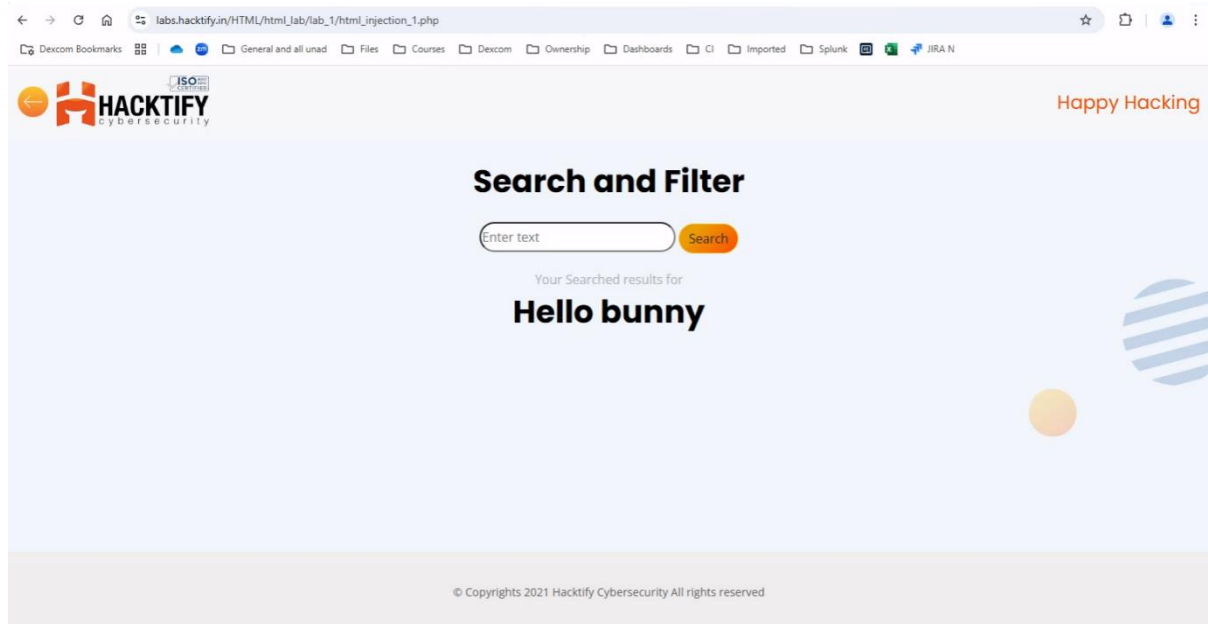 labs.hacktify.in/HTML/html_lab/lab_1/html_injection_1.php
Dexcom Bookmarks zm General and all unad Files Courses Dexcom Ownership Dashboards CI Imported Splunk JIRA N
ISO
CERTIFIED
HACKTIFY
cybersecurity
Happy Hacking
Search and Filter
Enter text Search
Your Searched results for
Hello bunny
© Copyrights 2021 Hacktify Cybersecurity All rights reserved